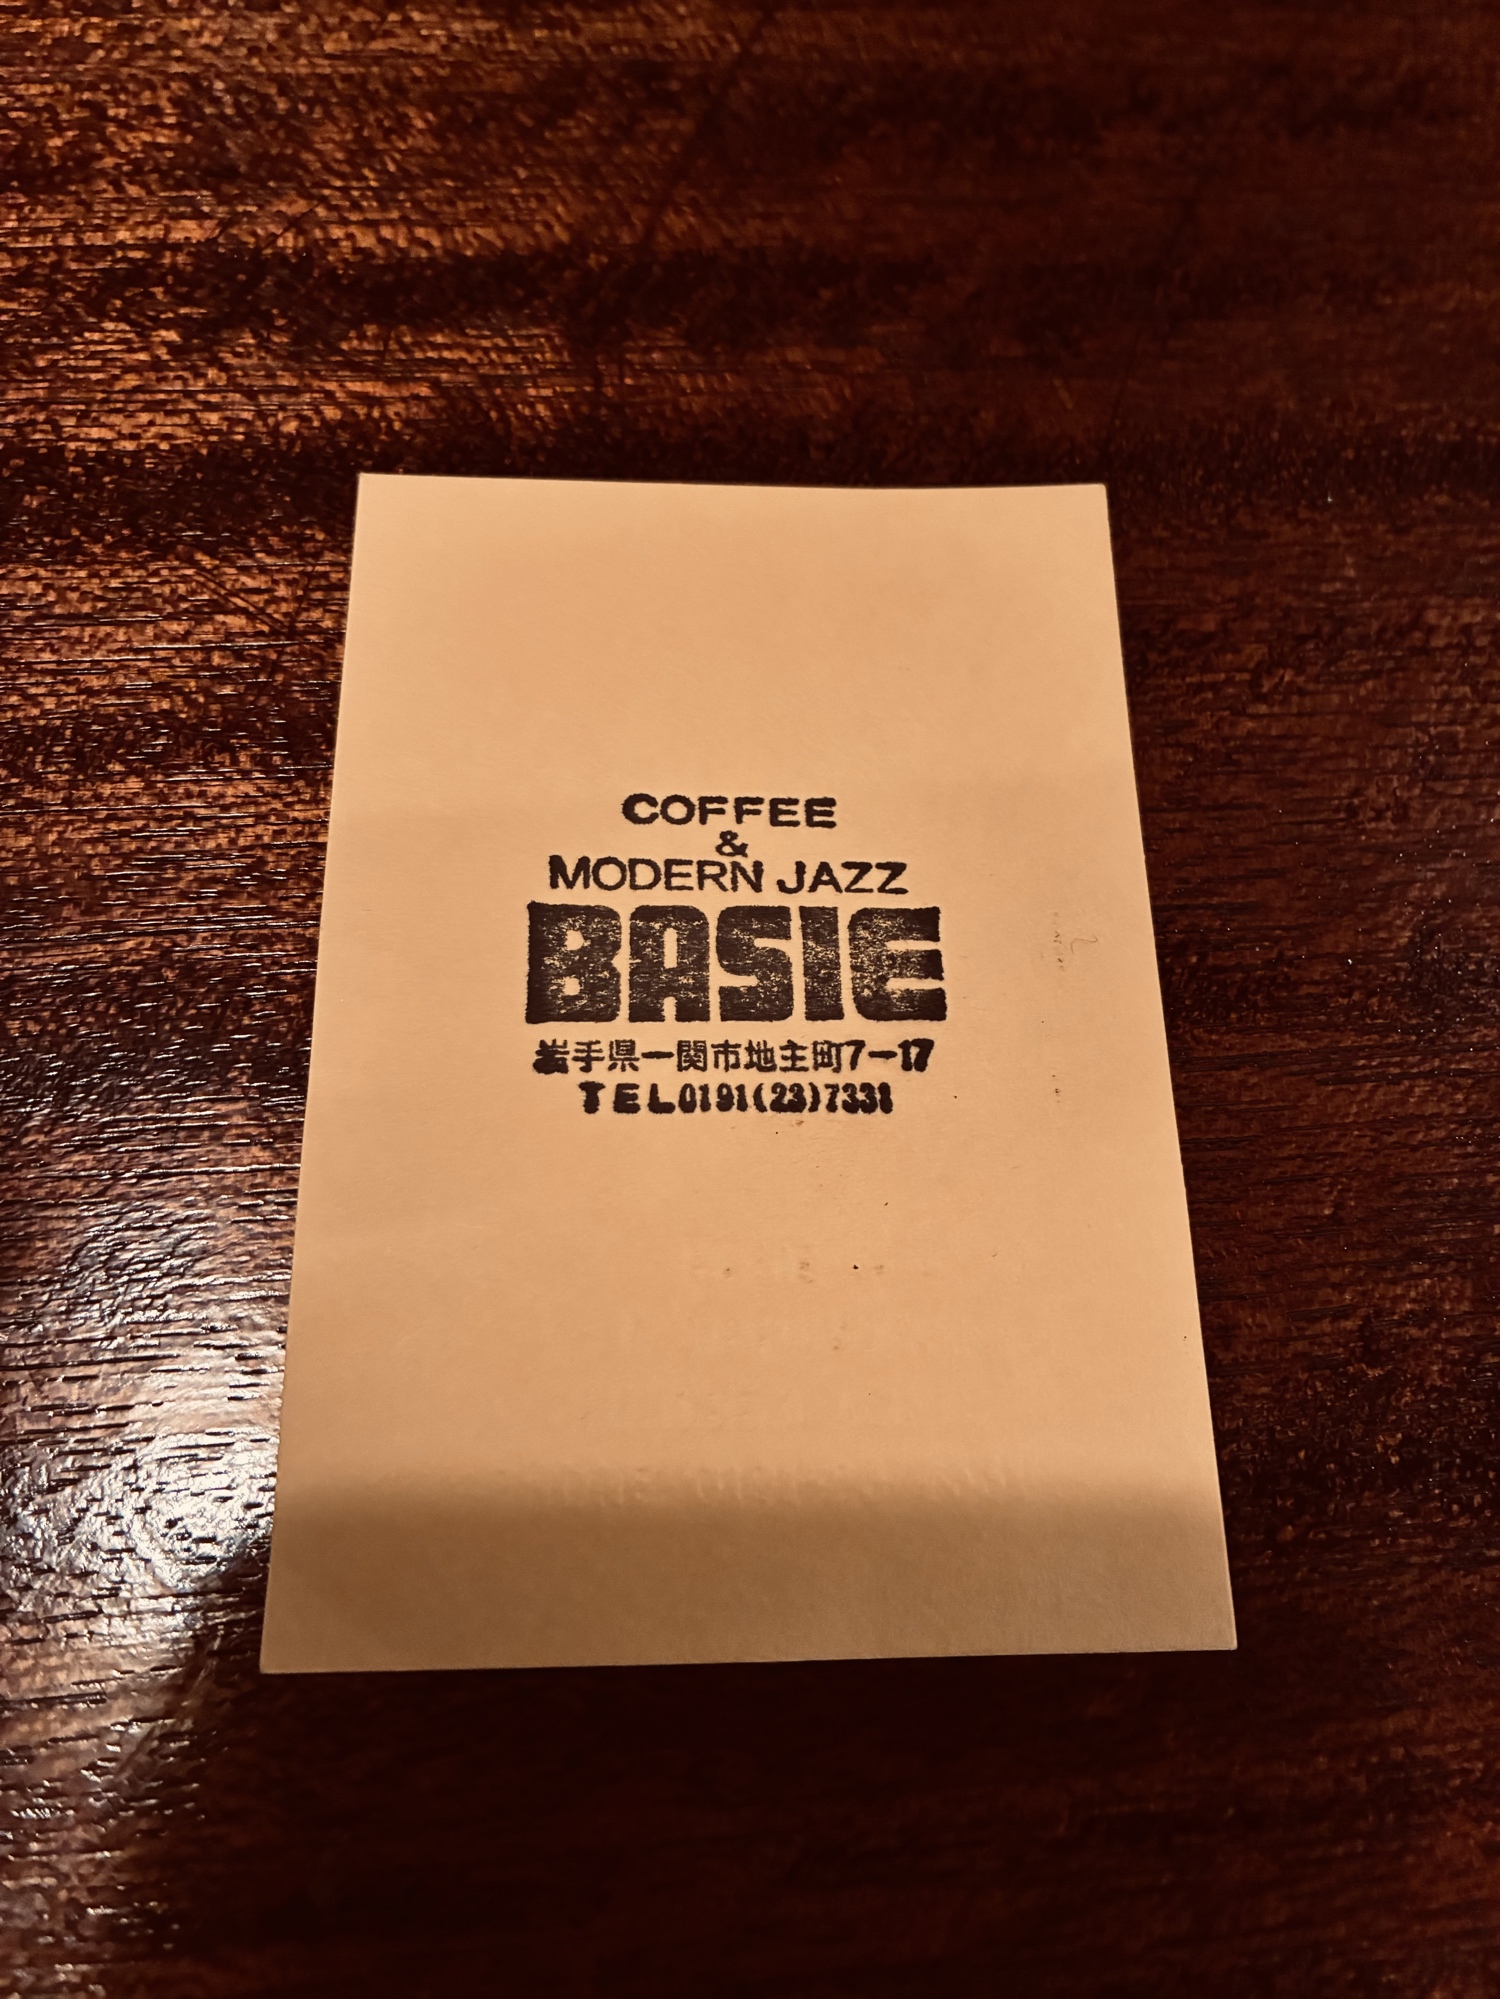 COFFEE
&
MODERN JAZZ
BASIE
岩手県一関市地主町7−17
TEL0191(23)7331